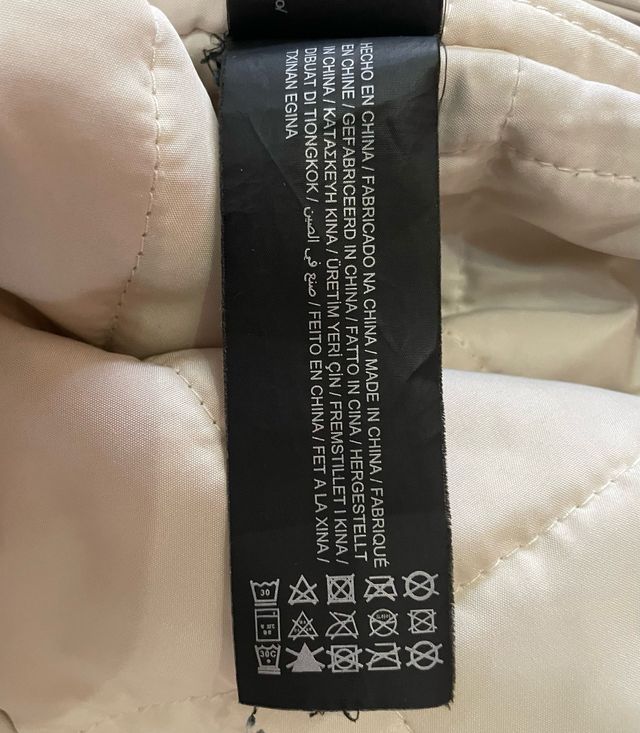 HECHO EN CHINA / FABRICADO NA CHINA / MADE IN CHINA / FABRIQUÉ
EN CHINE / GEFABRICEERD IN CHINA / FATTO IN CINA / HERGESTELLT
IN CHINA / ΚΑΤΑΣΚΕΥΗ ΚΙΝΑ / ÜRETİM YERİ ÇİN / FREMSTILLET I KINA /
DIBUAT DI TIONGKOK / صنع في الصين / FEITO EN CHINA / FET A LA XINA /
TXINAN EGINA
30
30C